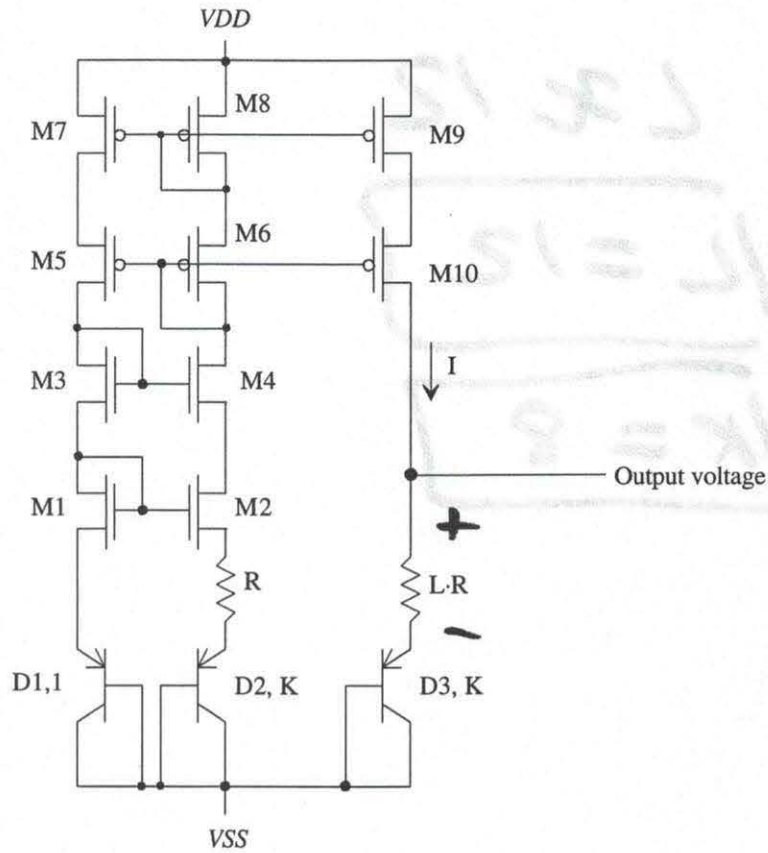 VDD
M7
M8
M9
M5
M6
M10
M3
M4
I
Output voltage
M1
M2
+
R
L·R
−
D1,1
D2, K
D3, K
VSS